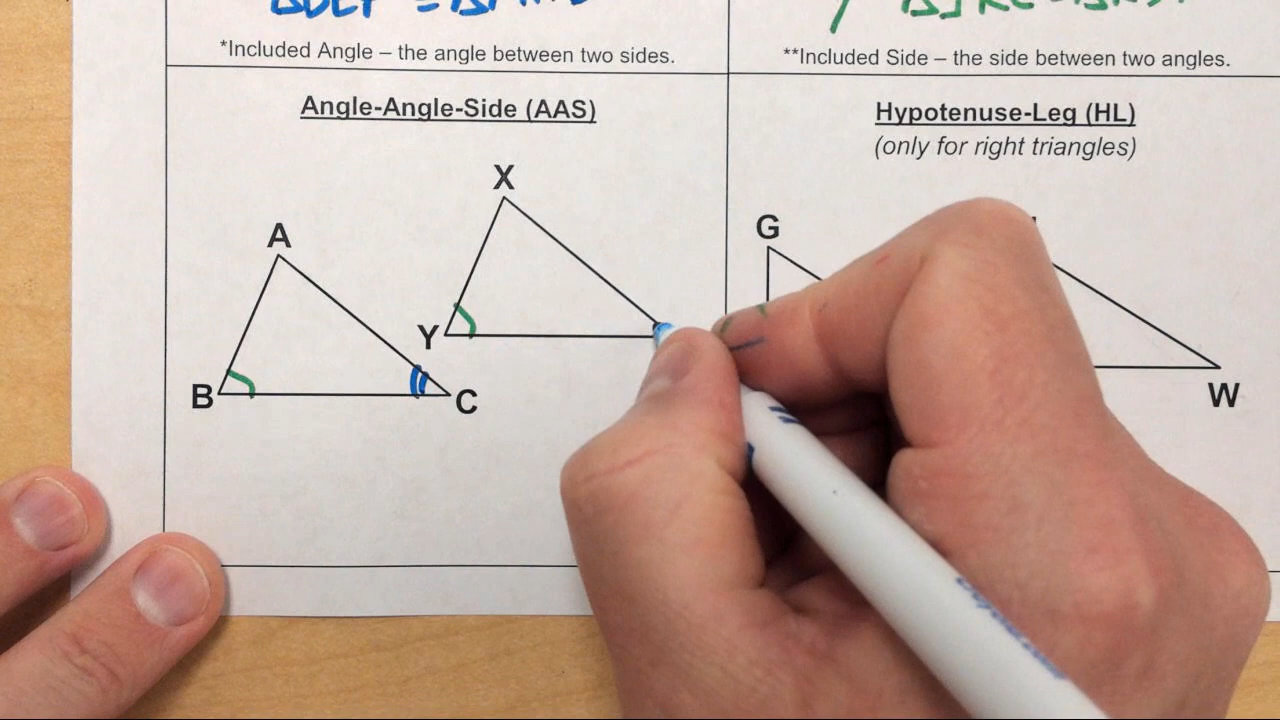 *Included Angle – the angle between two sides.
**Included Side – the side between two angles.
Angle-Angle-Side (AAS)
Hypotenuse-Leg (HL)
(only for right triangles)
X
A
G
Y
B
C
W